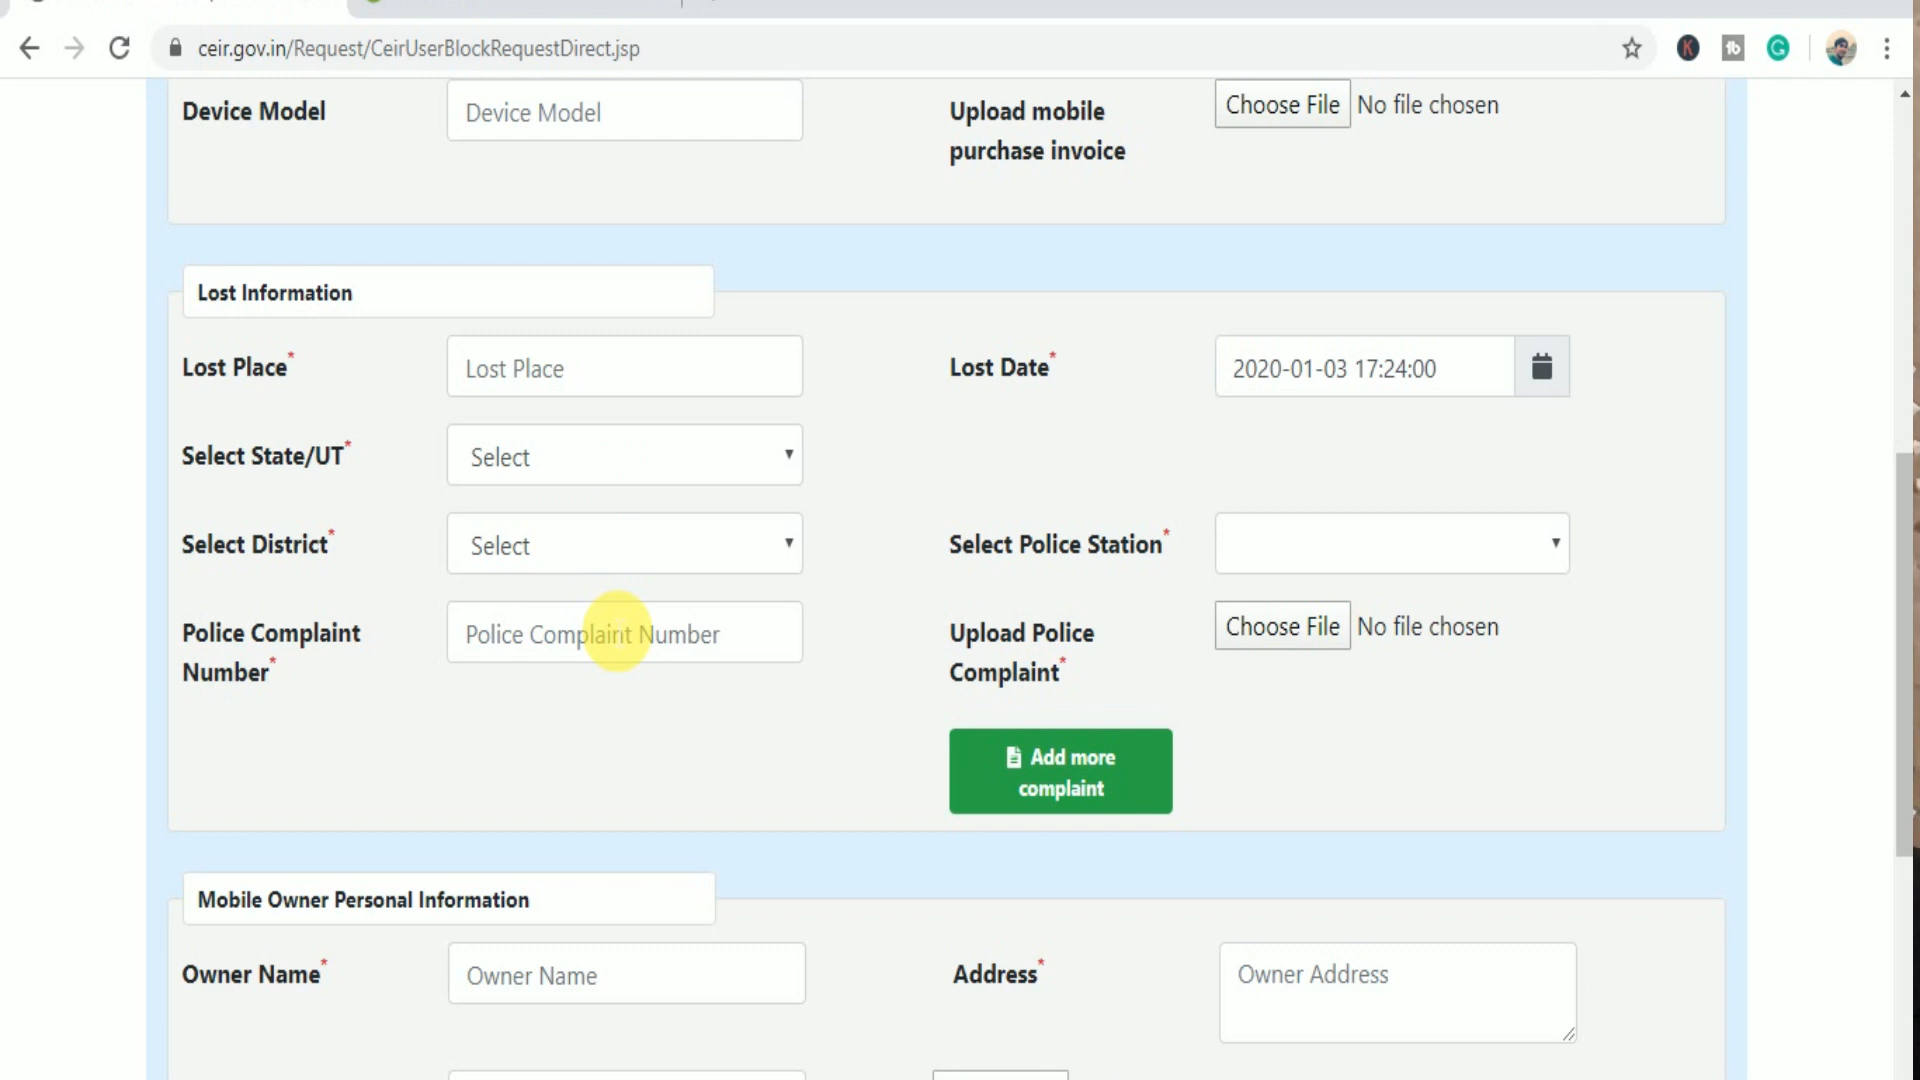 ceir.gov.in/Request/CeirUserBlockRequestDirect.jsp
Device Model
Device Model
Upload mobile
purchase invoice
Choose File No file chosen
Lost Information
Lost Place*
Lost Place
Lost Date*
2020-01-03 17:24:00
Select State/UT*
Select
Select District*
Select
Select Police Station*
Police Complaint
Number*
Police Complaint Number
Upload Police
Complaint*
Choose File No file chosen
Add more
complaint
Mobile Owner Personal Information
Owner Name*
Owner Name
Address*
Owner Address